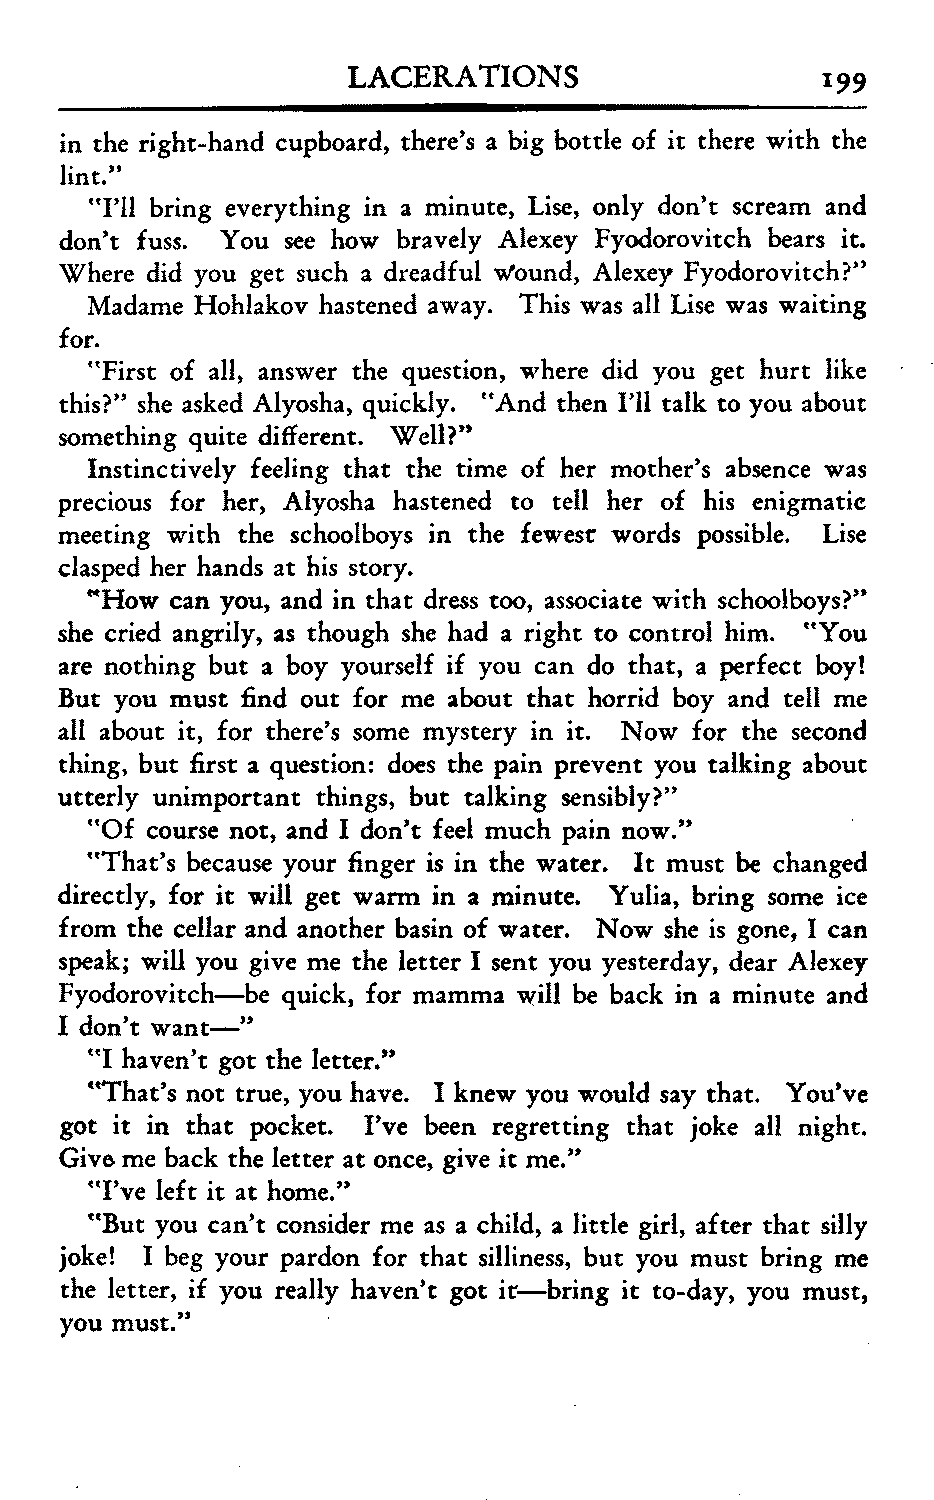 LACERATIONS 199
in the right-hand cupboard, there's a big bottle of it there with the
lint."
"I'll bring everything in a minute, Lise, only don't scream and
don't fuss. You see how bravely Alexey Fyodorovitch bears it.
Where did you get such a dreadful wound, Alexey Fyodorovitch?"
Madame Hohlakov hastened away. This was all Lise was waiting
for.
"First of all, answer the question, where did you get hurt like
this?" she asked Alyosha, quickly. "And then I'll talk to you about
something quite different. Well?"
Instinctively feeling that the time of her mother's absence was
precious for her, Alyosha hastened to tell her of his enigmatic
meeting with the schoolboys in the fewest words possible. Lise
clasped her hands at his story.
"How can you, and in that dress too, associate with schoolboys?"
she cried angrily, as though she had a right to control him. "You
are nothing but a boy yourself if you can do that, a perfect boy!
But you must find out for me about that horrid boy and tell me
all about it, for there's some mystery in it. Now for the second
thing, but first a question: does the pain prevent you talking about
utterly unimportant things, but talking sensibly?"
"Of course not, and I don't feel much pain now."
"That's because your finger is in the water. It must be changed
directly, for it will get warm in a minute. Yulia, bring some ice
from the cellar and another basin of water. Now she is gone, I can
speak; will you give me the letter I sent you yesterday, dear Alexey
Fyodorovitch—be quick, for mamma will be back in a minute and
I don't want—"
"I haven't got the letter."
"That's not true, you have. I knew you would say that. You've
got it in that pocket. I've been regretting that joke all night.
Give me back the letter at once, give it me."
"I've left it at home."
"But you can't consider me as a child, a little girl, after that silly
joke! I beg your pardon for that silliness, but you must bring me
the letter, if you really haven't got it—bring it to-day, you must,
you must."